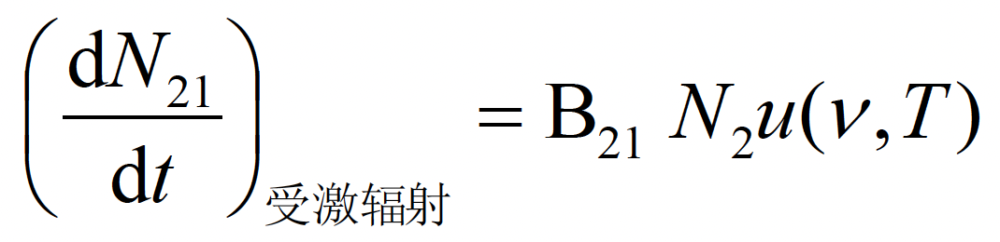 (dN₂₁/dt)受激辐射 = B₂₁ N₂u(ν,T)